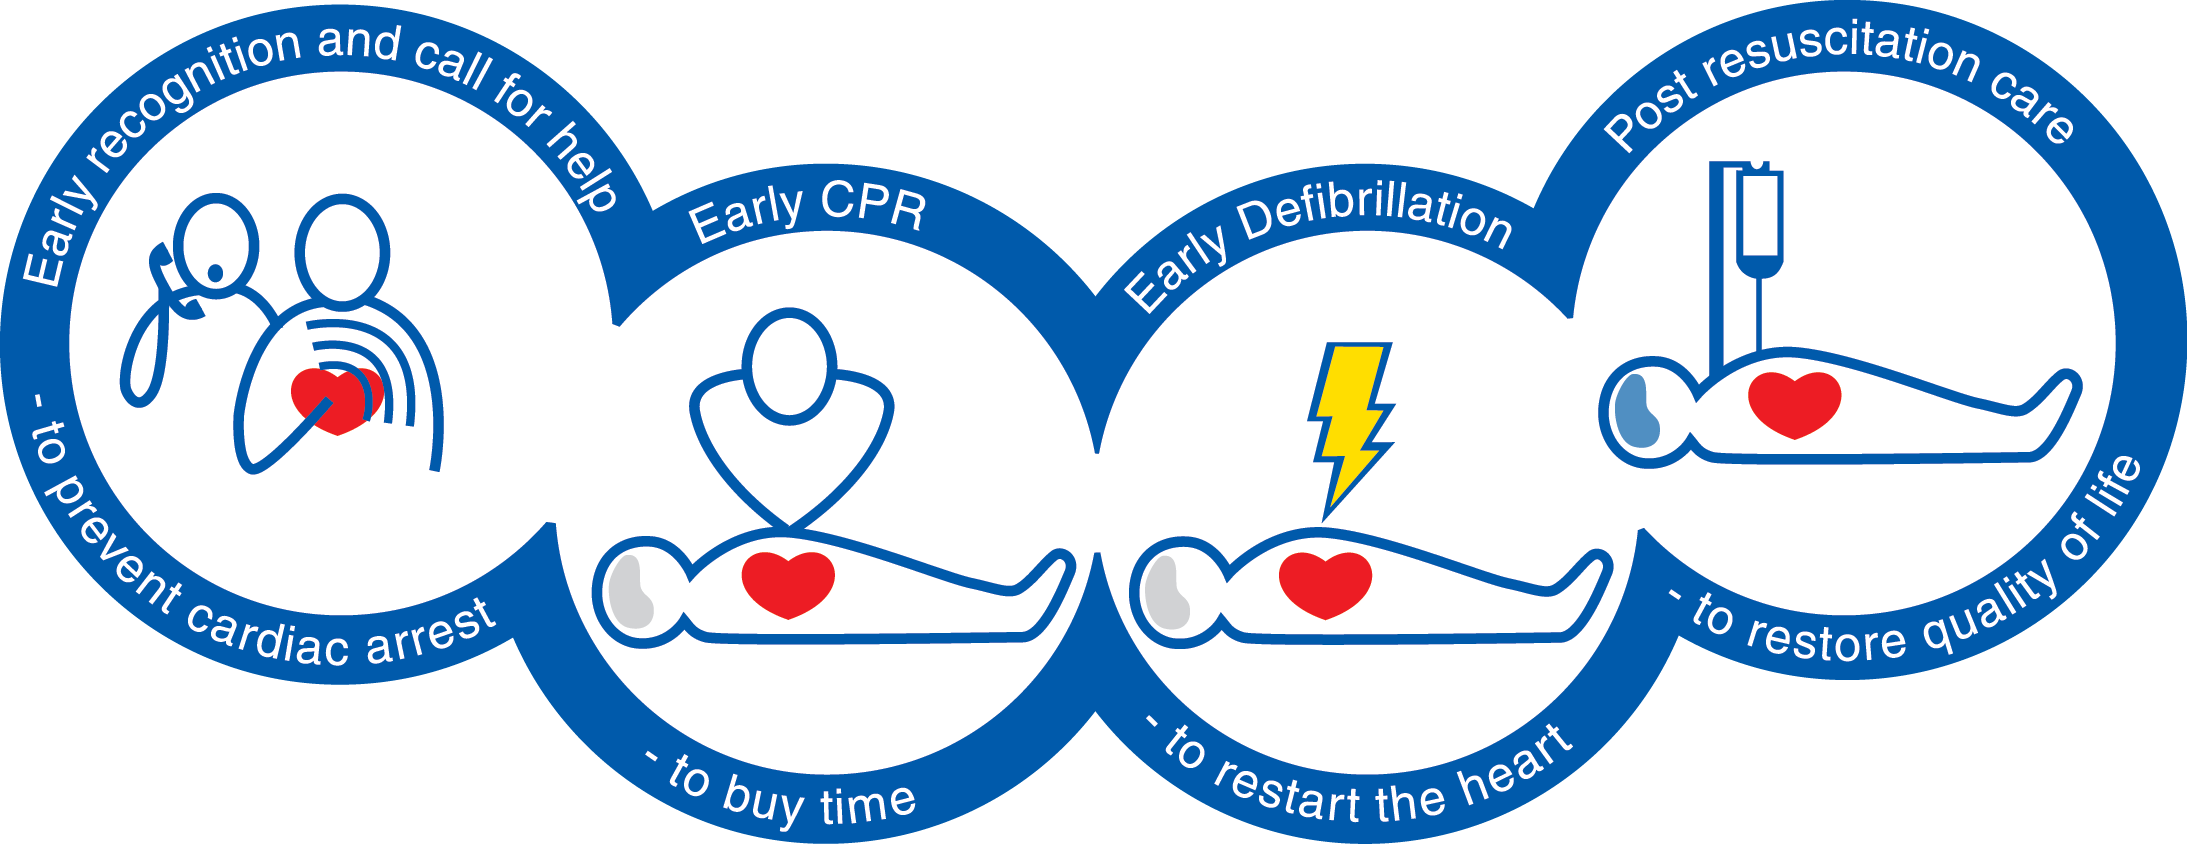 Early recognition and call for help
- to prevent cardiac arrest
Early CPR
- to buy time
Early Defibrillation
- to restart the heart
Post resuscitation care
- to restore quality of life